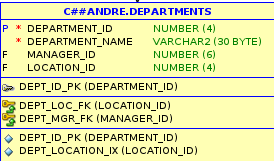 C##ANDRE.DEPARTMENTS
P * DEPARTMENT_ID NUMBER (4)
* DEPARTMENT_NAME VARCHAR2 (30 BYTE)
F MANAGER_ID NUMBER (6)
F LOCATION_ID NUMBER (4)
DEPT_ID_PK (DEPARTMENT_ID)
DEPT_LOC_FK (LOCATION_ID)
DEPT_MGR_FK (MANAGER_ID)
DEPT_ID_PK (DEPARTMENT_ID)
DEPT_LOCATION_IX (LOCATION_ID)